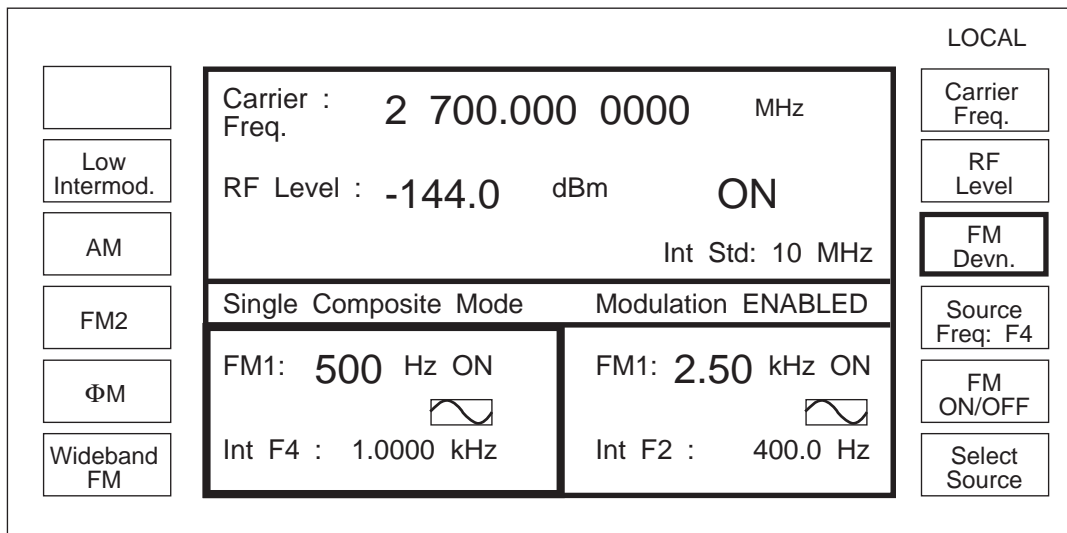 LOCAL
Carrier :
Freq.
2 700.000 0000 MHz
RF Level : -144.0 dBm ON
Int Std: 10 MHz
Single Composite Mode Modulation ENABLED
FM1: 500 Hz ON
Int F4 : 1.0000 kHz
FM1: 2.50 kHz ON
Int F2 : 400.0 Hz
Low
Intermod.
AM
FM2
ΦM
Wideband
FM
Carrier
Freq.
RF
Level
FM
Devn.
Source
Freq: F4
FM
ON/OFF
Select
Source